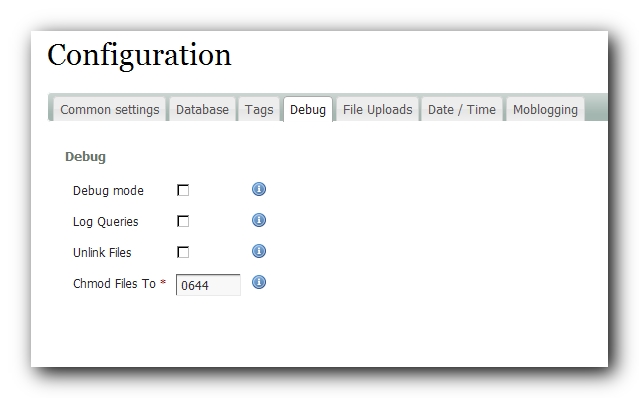 Configuration
Common settings Database Tags Debug File Uploads Date / Time Moblogging
Debug
Debug mode
Log Queries
Unlink Files
Chmod Files To * 0644